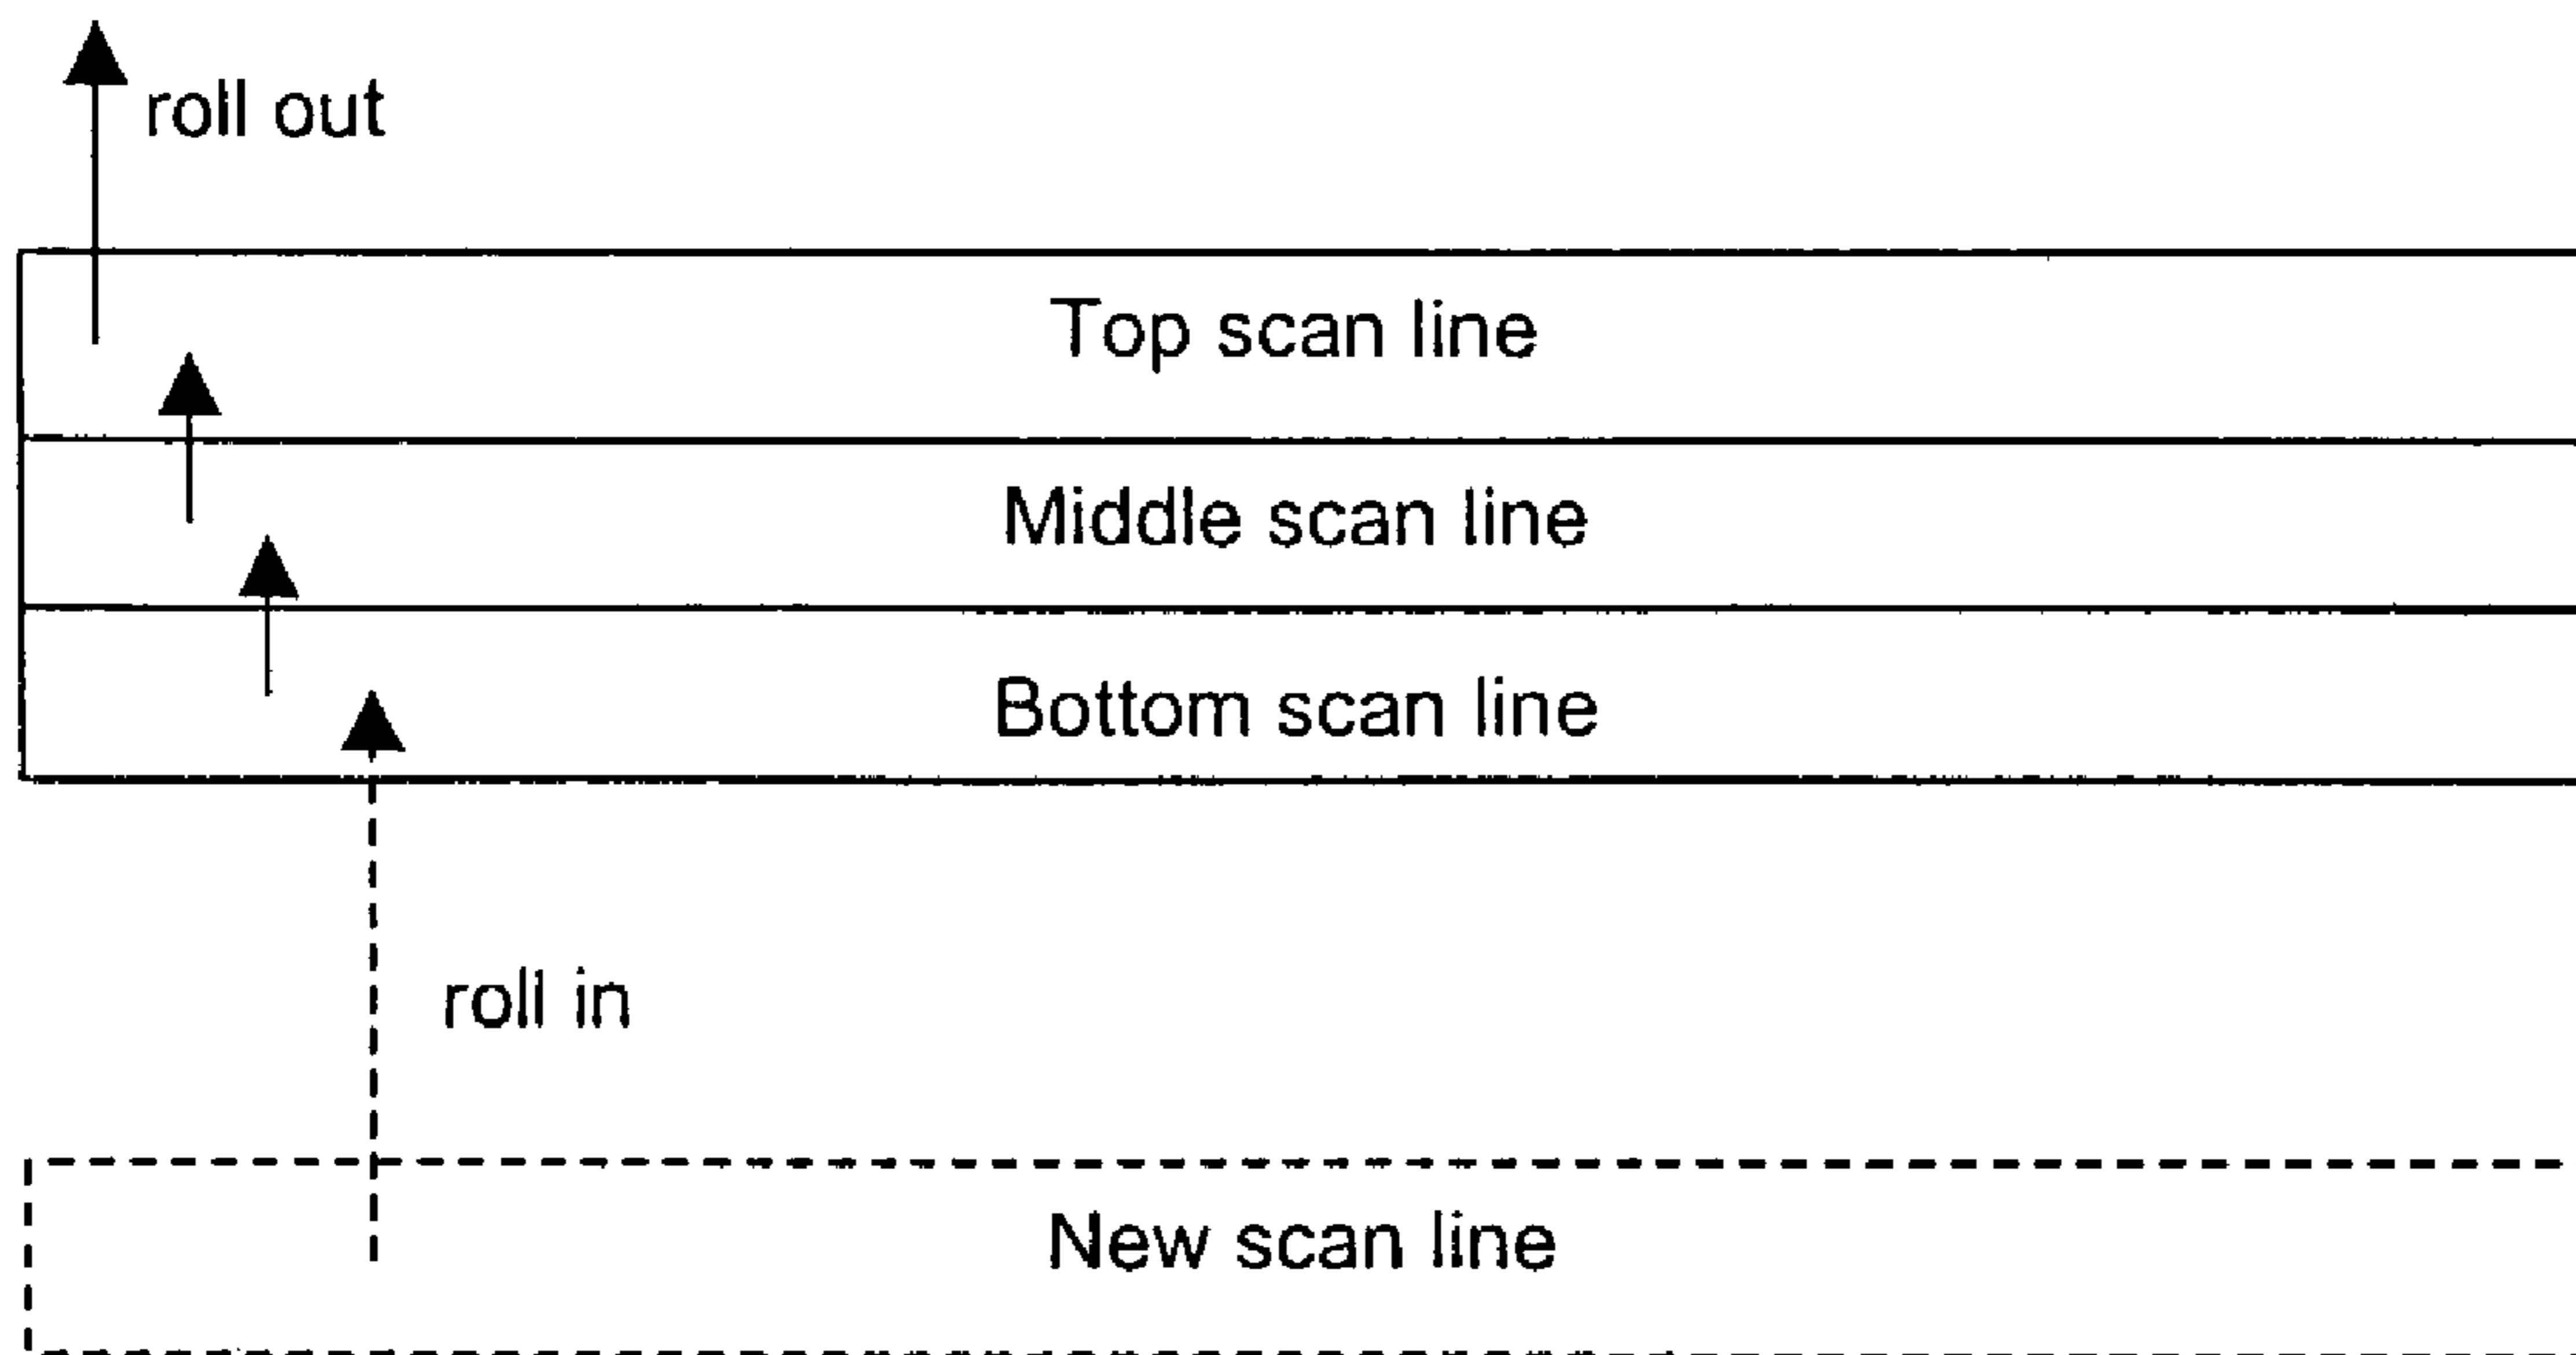 roll out
Top scan line
Middle scan line
Bottom scan line
roll in
New scan line